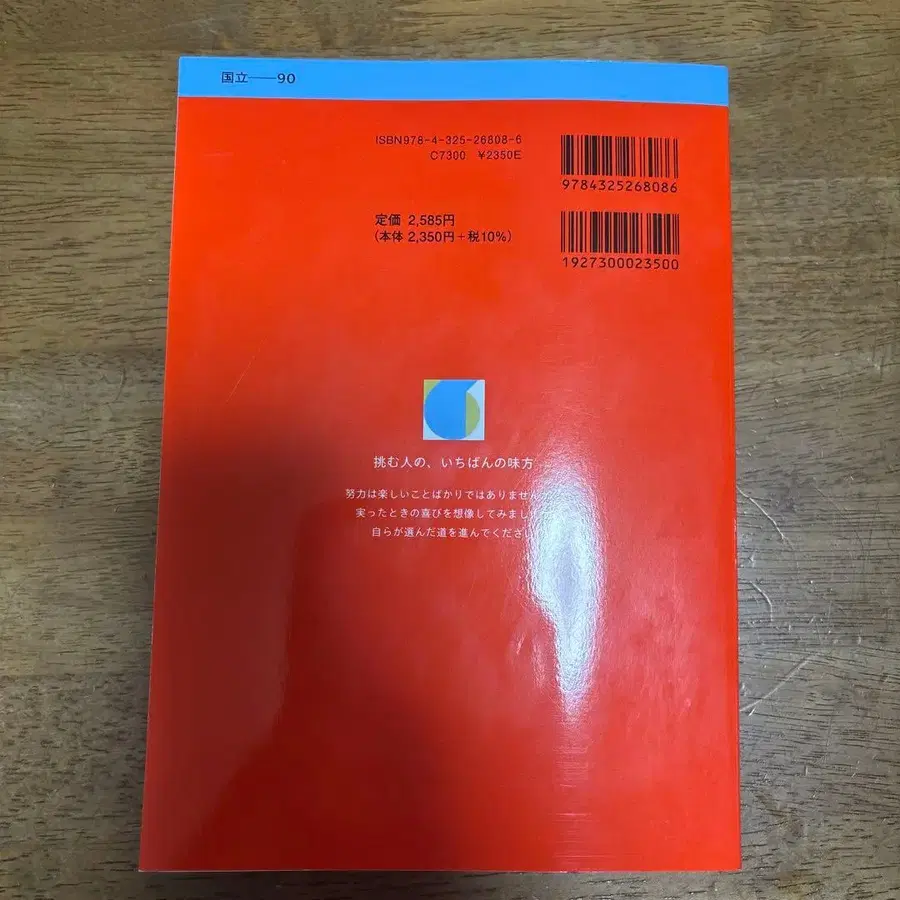 国立――90
ISBN978-4-325-26808-6
C7300 ¥2350E
9784325268086
定価 2,585円
(本体 2,350円+税10%)
1927300023500
挑む人の、いちばんの味方
努力は楽しいことばかりではありません
実ったときの喜びを想像してみまし
自らが選んだ道を進んでくださ